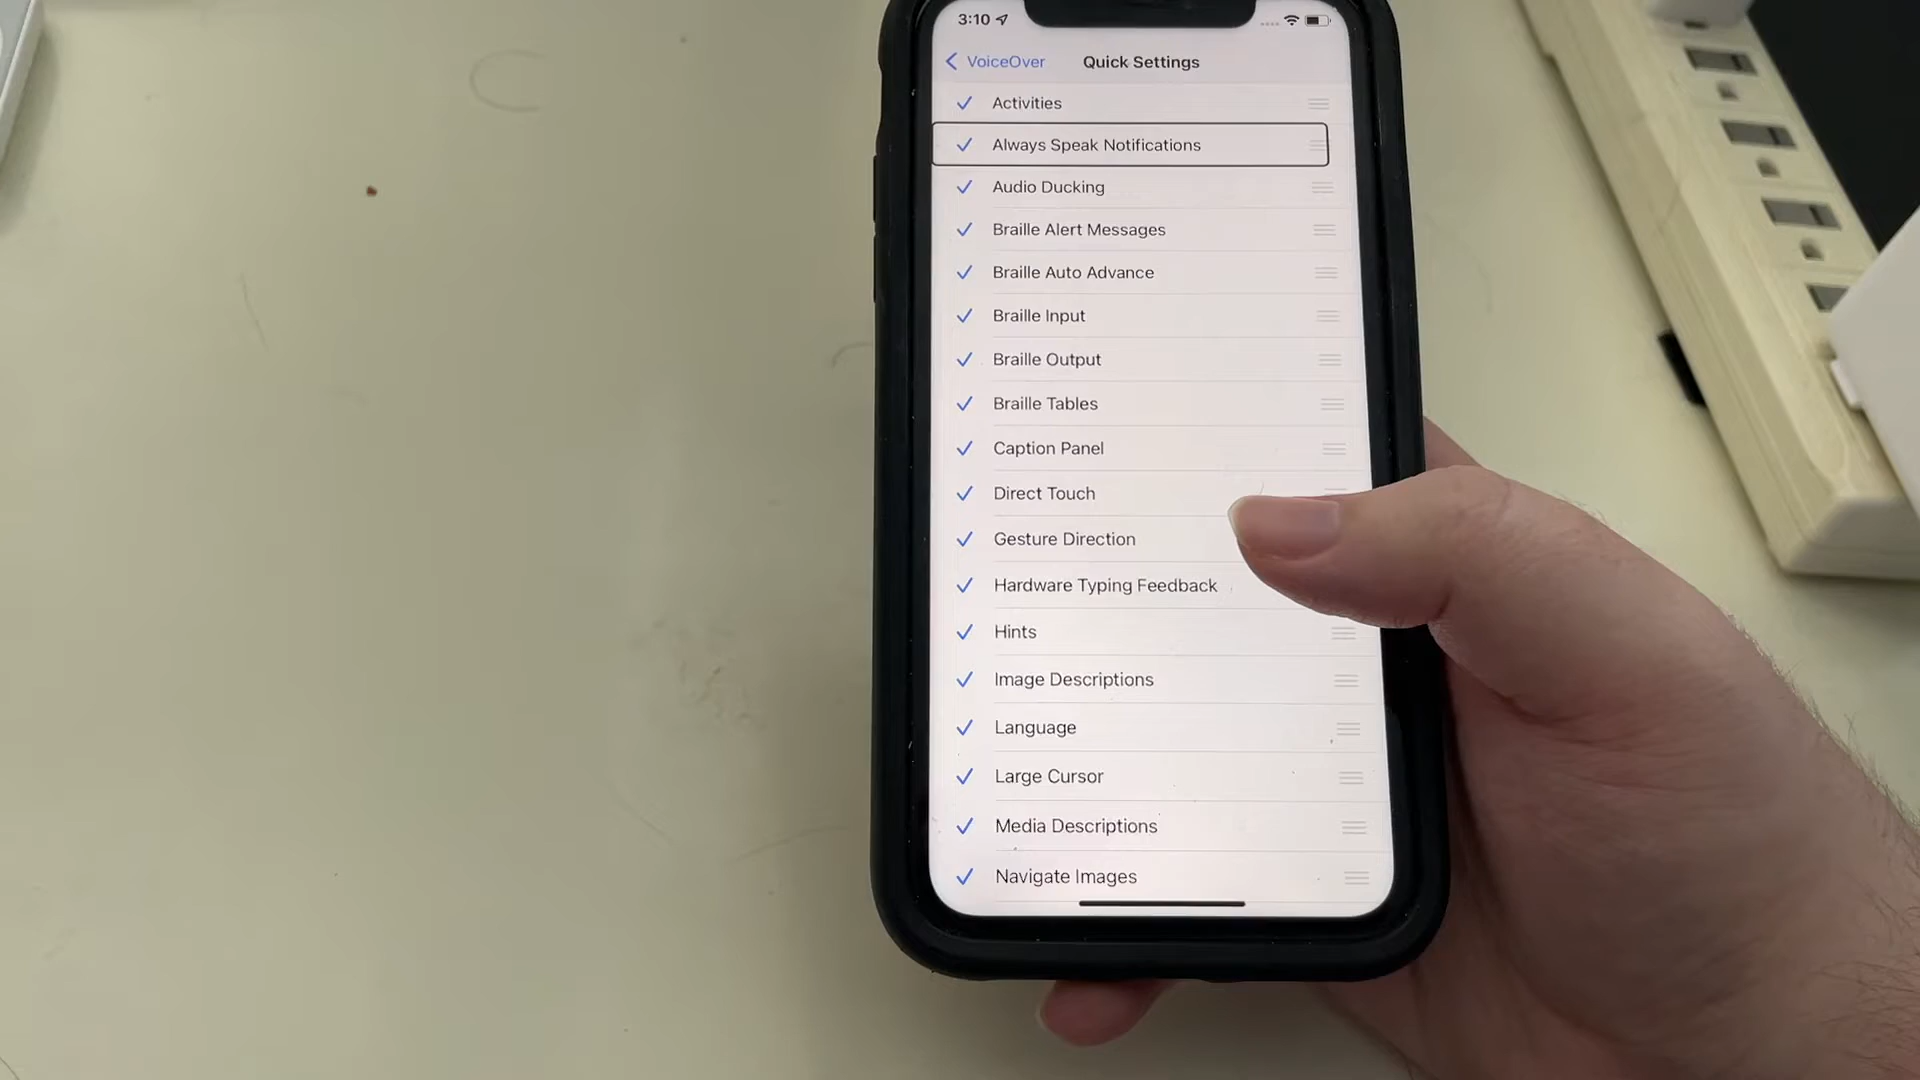 3:10
VoiceOver
Quick Settings
Activities
Always Speak Notifications
Audio Ducking
Braille Alert Messages
Braille Auto Advance
Braille Input
Braille Output
Braille Tables
Caption Panel
Direct Touch
Gesture Direction
Hardware Typing Feedback
Hints
Image Descriptions
Language
Large Cursor
Media Descriptions
Navigate Images